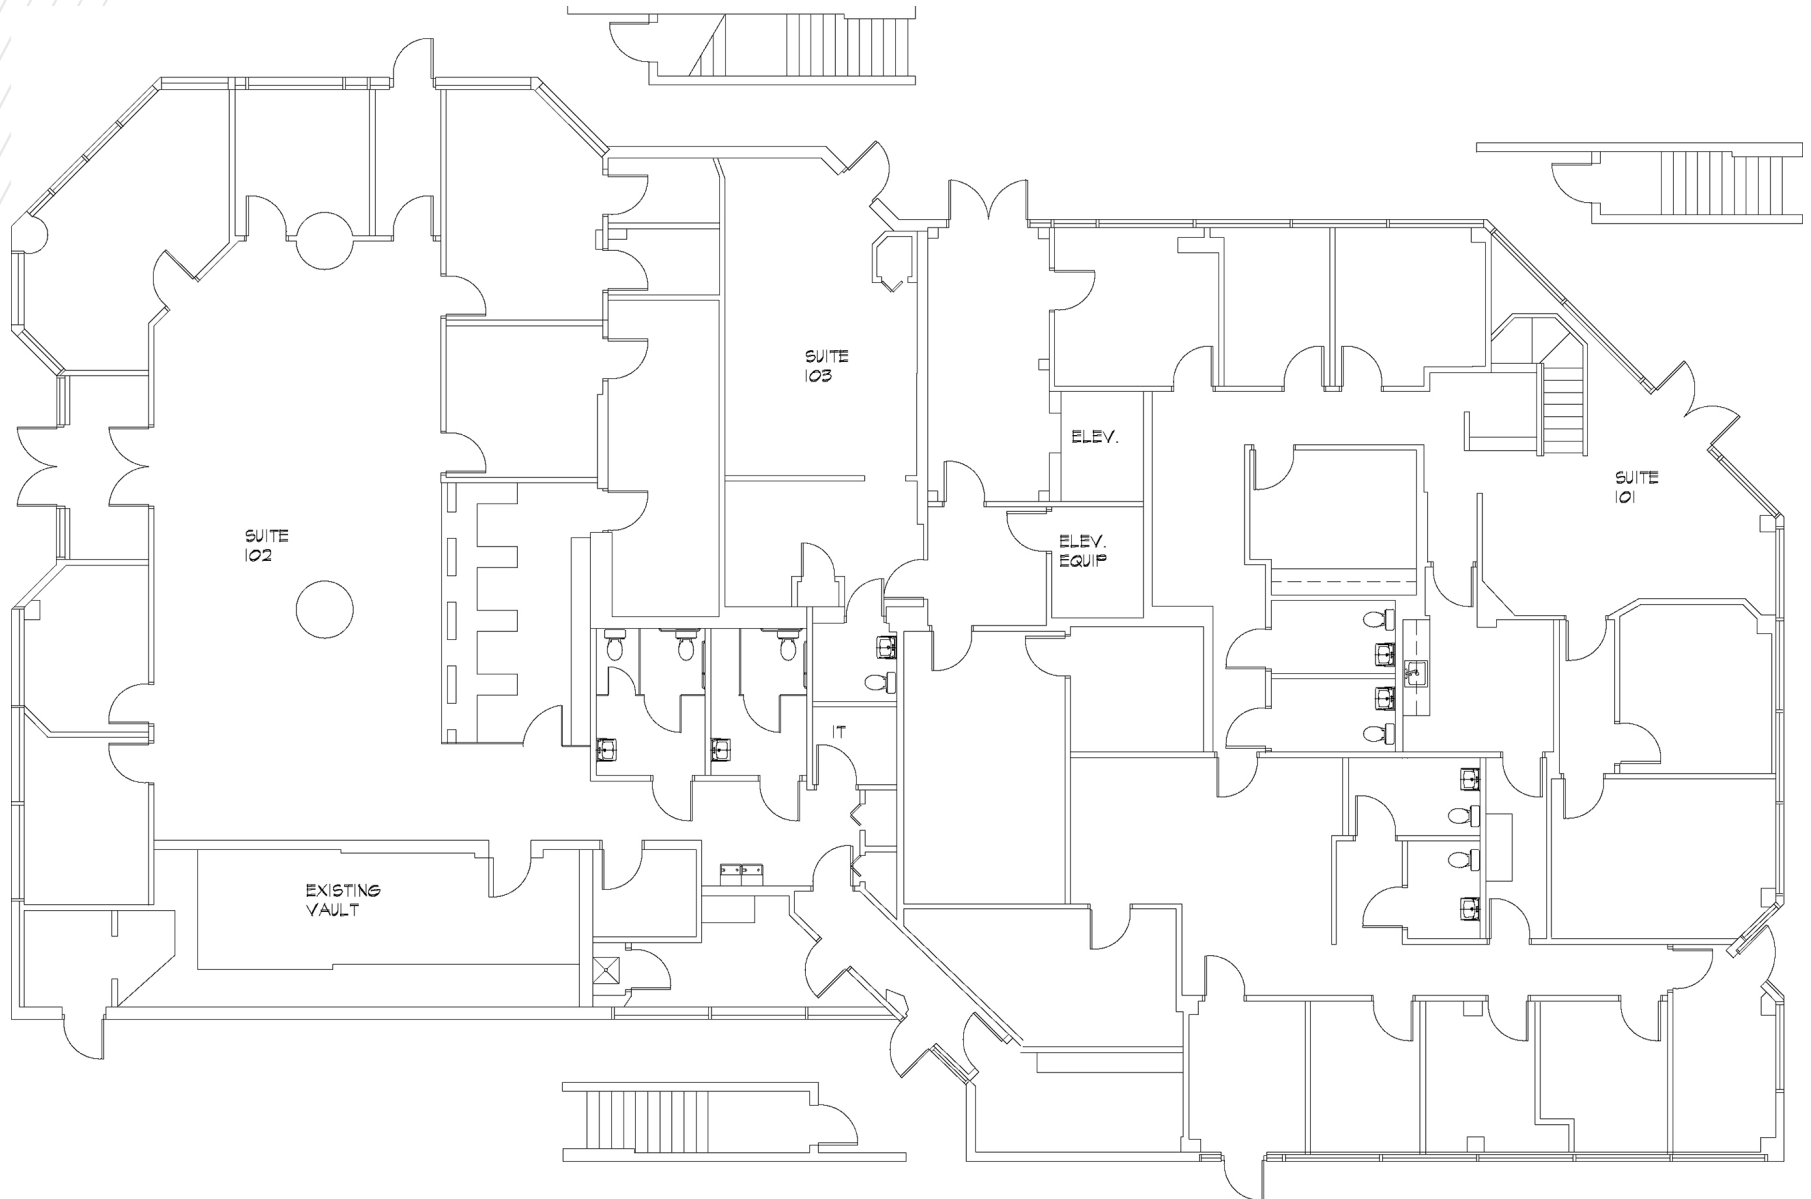 SUITE
103
ELEV.
SUITE
101
SUITE
102
ELEV.
EQUIP
IT
EXISTING
VAULT